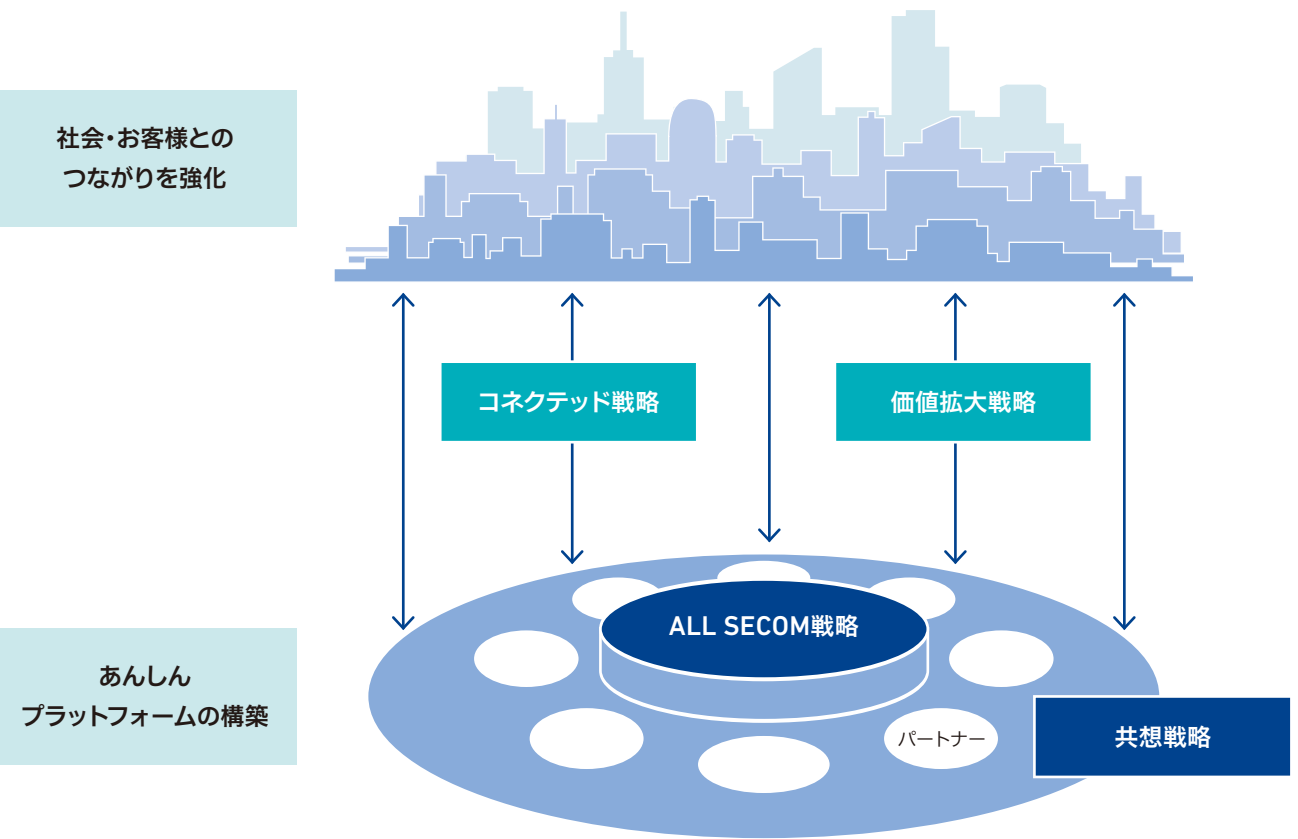 社会・お客様との
つながりを強化
コネクテッド戦略
価値拡大戦略
ALL SECOM戦略
あんしん
プラットフォームの構築
パートナー
共想戦略